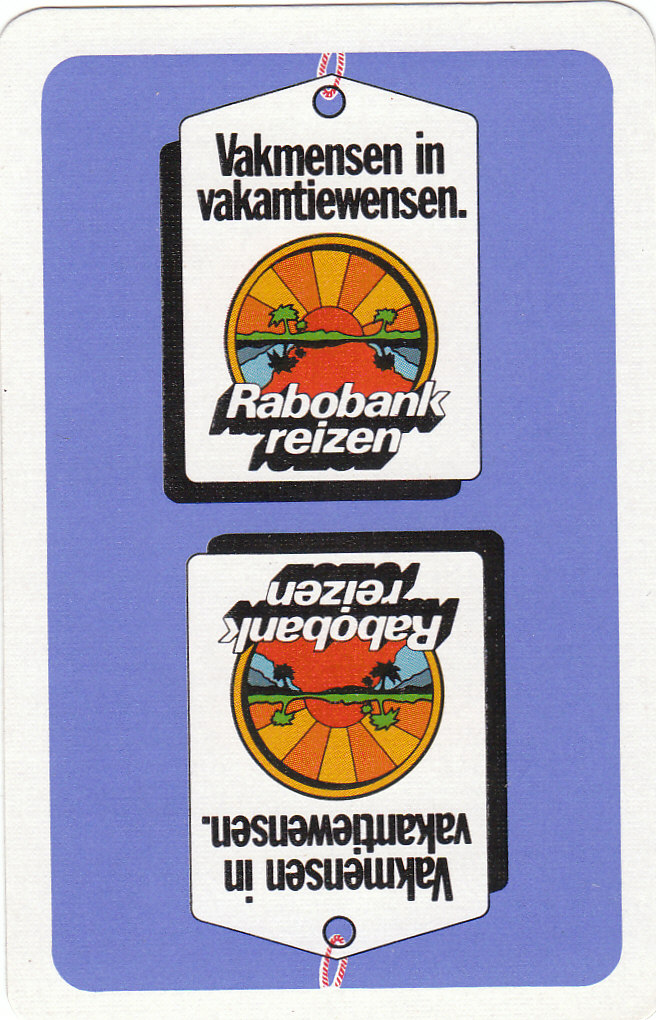 Vakmensen in
vakantiewensen.
Rabobank
reizen
Vakmensen in
vakantiewensen.
Rabobank
reizen